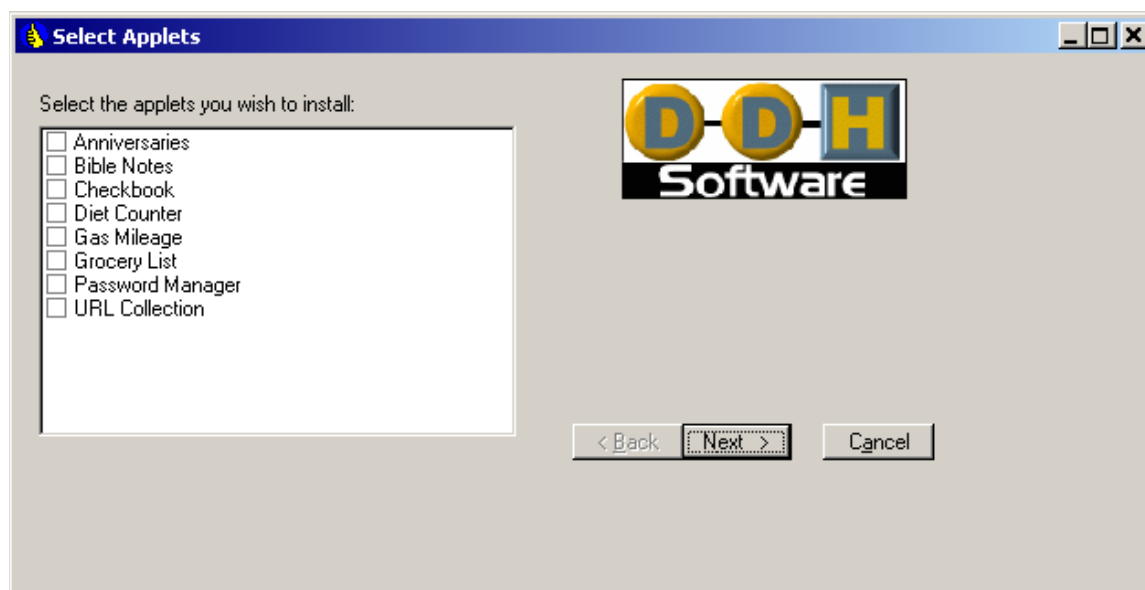 Select Applets
Select the applets you wish to install:
Anniversaries
Bible Notes
Checkbook
Diet Counter
Gas Mileage
Grocery List
Password Manager
URL Collection
D-D-H
Software
< Back
Next >
Cancel